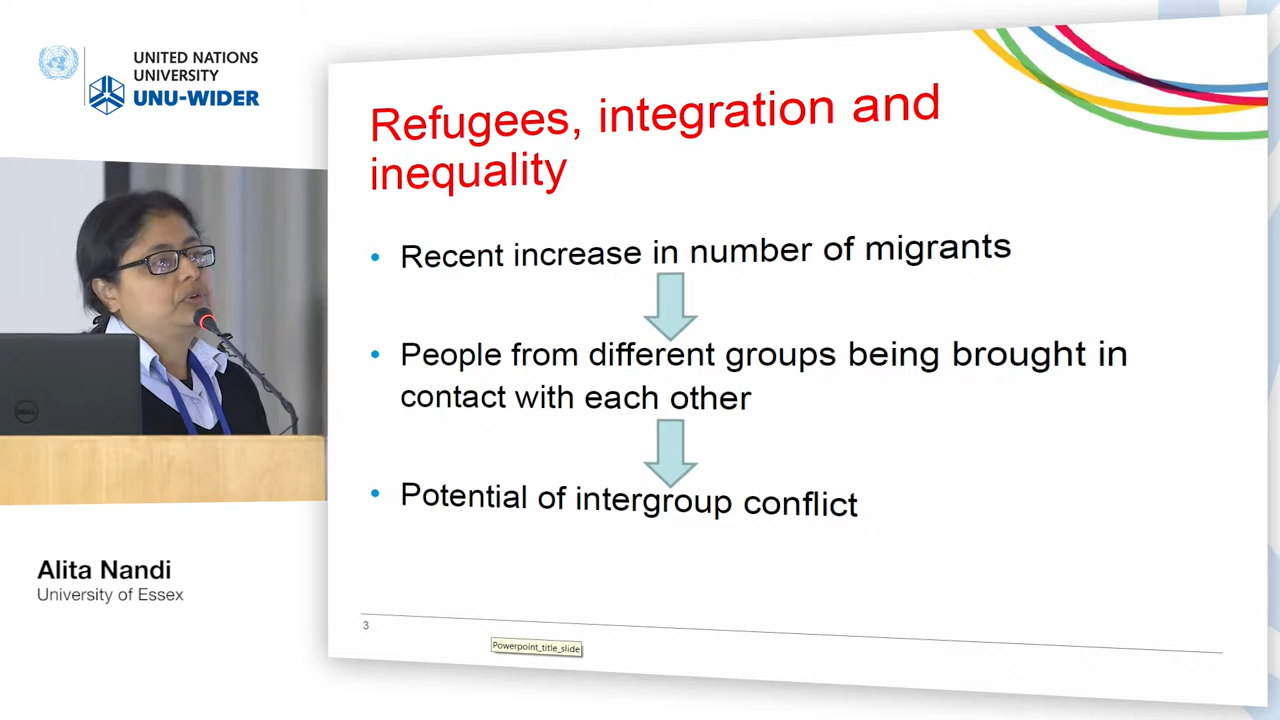 UNITED NATIONS
UNIVERSITY
UNU-WIDER
Refugees, integration and
inequality
• Recent increase in number of migrants
• People from different groups being brought in
contact with each other
• Potential of intergroup conflict
DELL
Alita Nandi
University of Essex
3
Powerpoint_title_slide